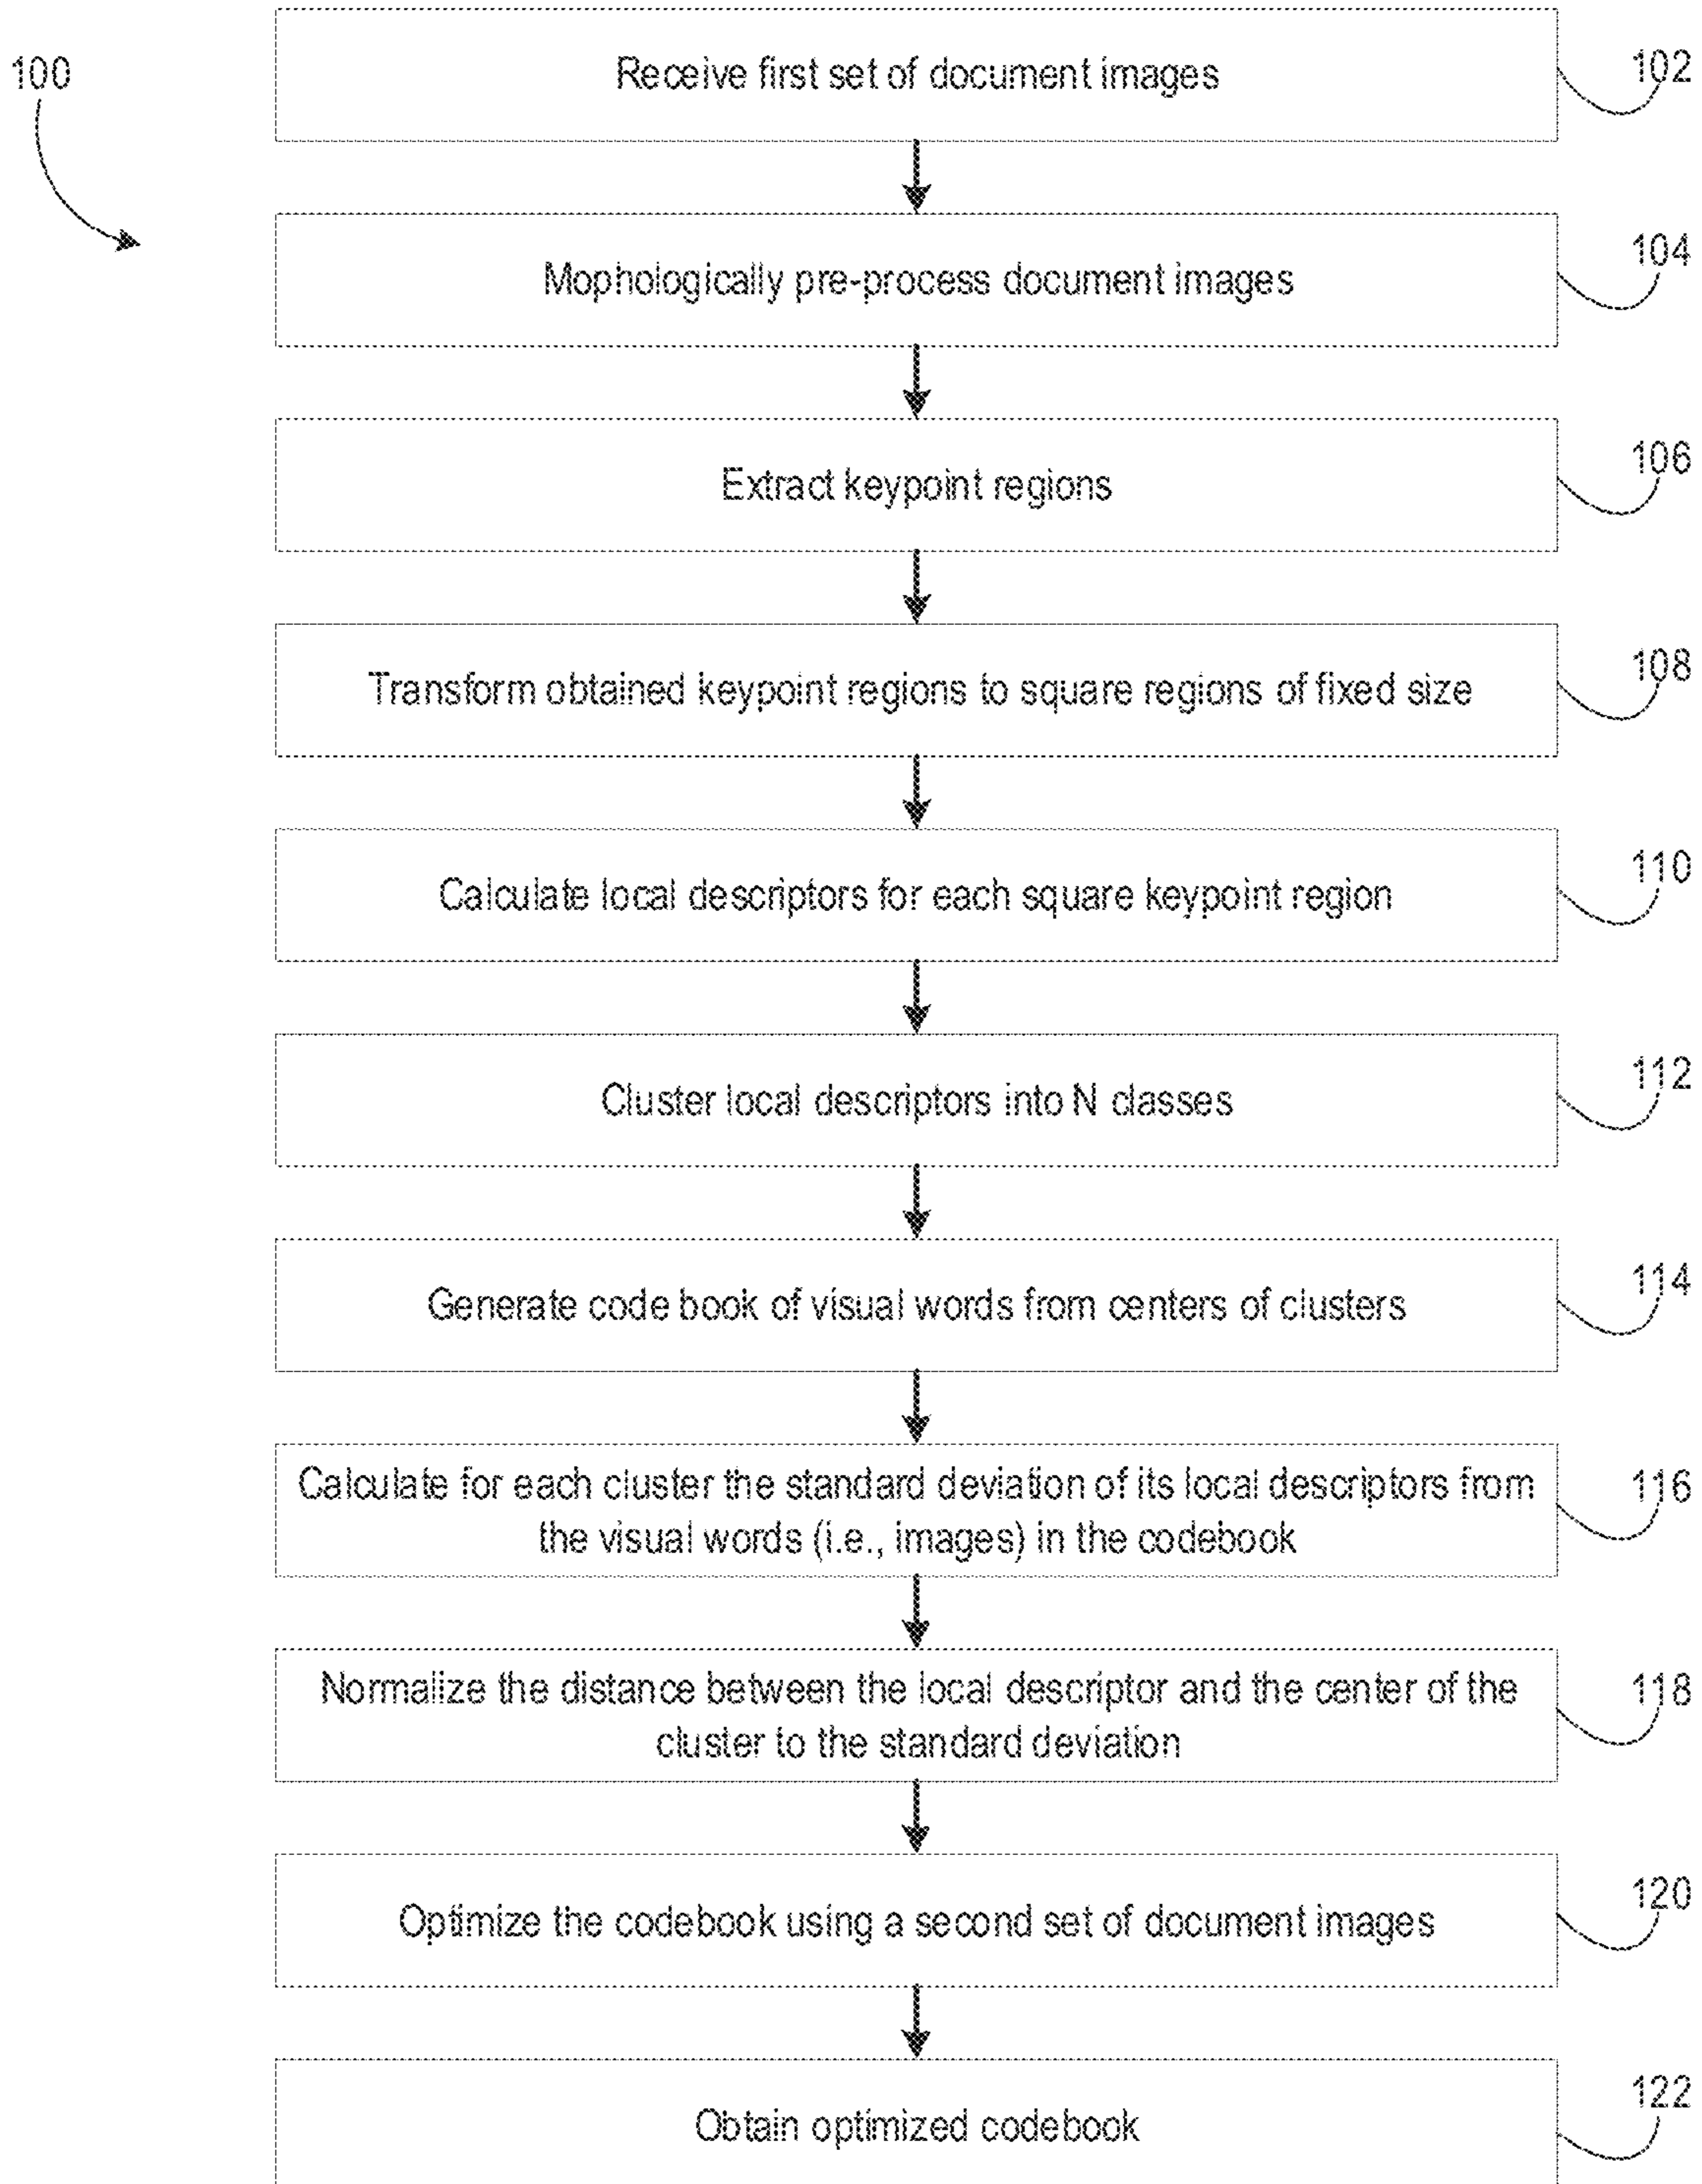 100
Receive first set of document images
102
Mophologically pre-process document images
104
Extract keypoint regions
106
Transform obtained keypoint regions to square regions of fixed size
108
Calculate local descriptors for each square keypoint region
110
Cluster local descriptors into N classes
112
Generate code book of visual words from centers of clusters
114
Calculate for each cluster the standard deviation of its local descriptors from
the visual words (i.e., images) in the codebook
116
Normalize the distance between the local descriptor and the center of the
cluster to the standard deviation
118
Optimize the codebook using a second set of document images
120
Obtain optimized codebook
122